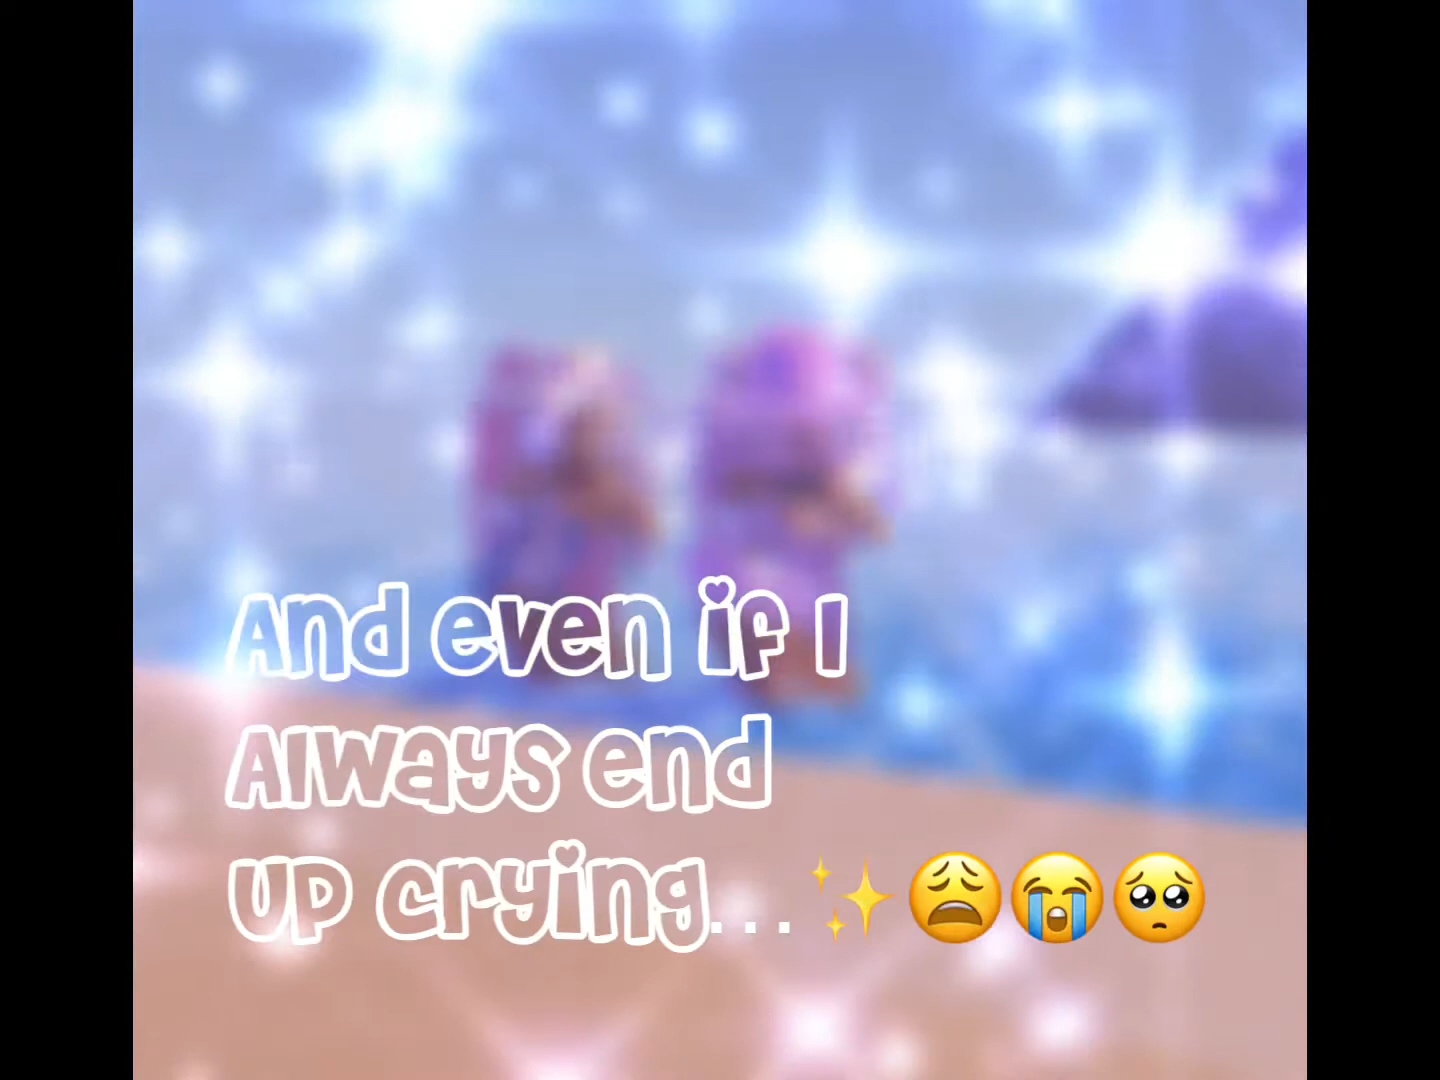 And even if I
Always end
up crying...✨😩😭🥺